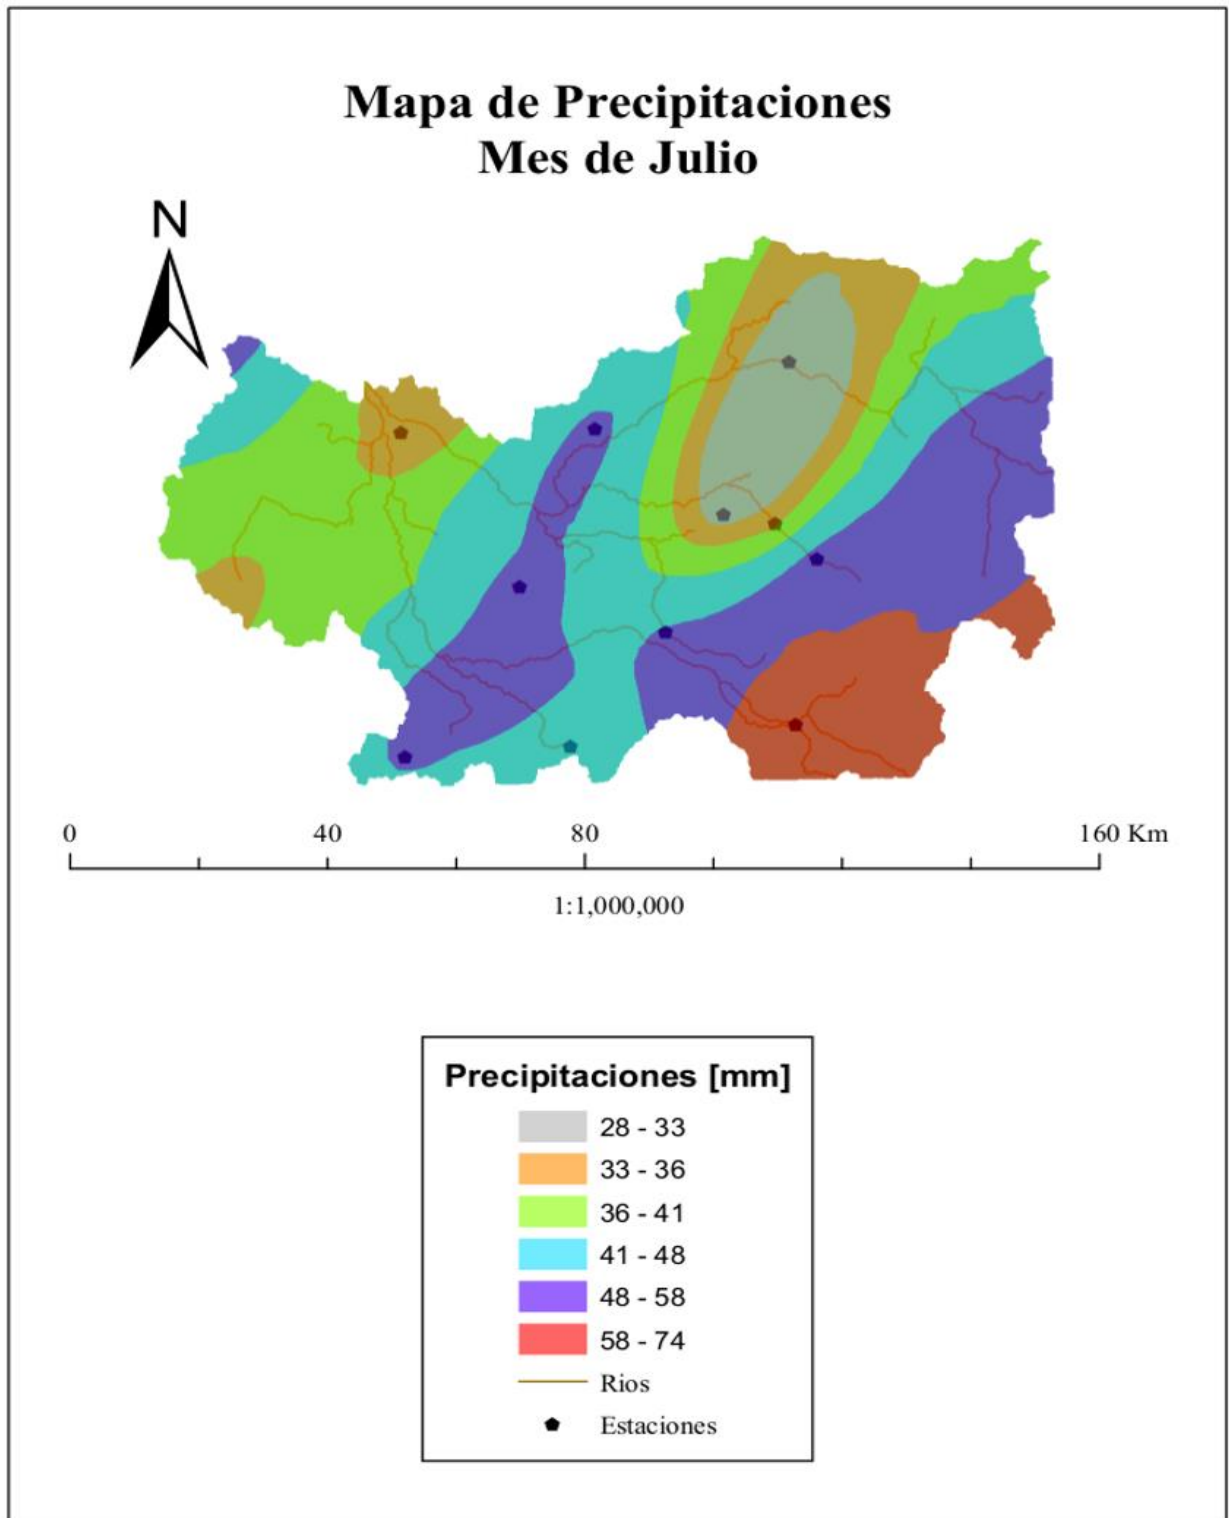 Mapa de Precipitaciones
Mes de Julio
N
0 40 80 160 Km
1:1,000,000
Precipitaciones [mm]
28 - 33
33 - 36
36 - 41
41 - 48
48 - 58
58 - 74
Rios
Estaciones